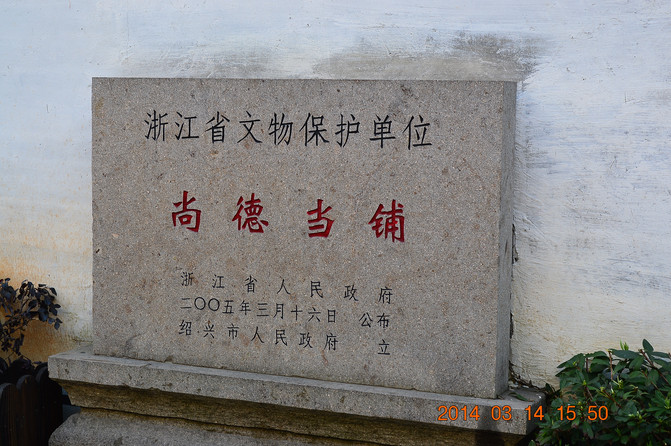 浙江省文物保护单位
尚德当铺
浙江省人民政府
二〇〇五年三月十六日 公布
绍兴市人民政府 立
2014 03 14 15 50